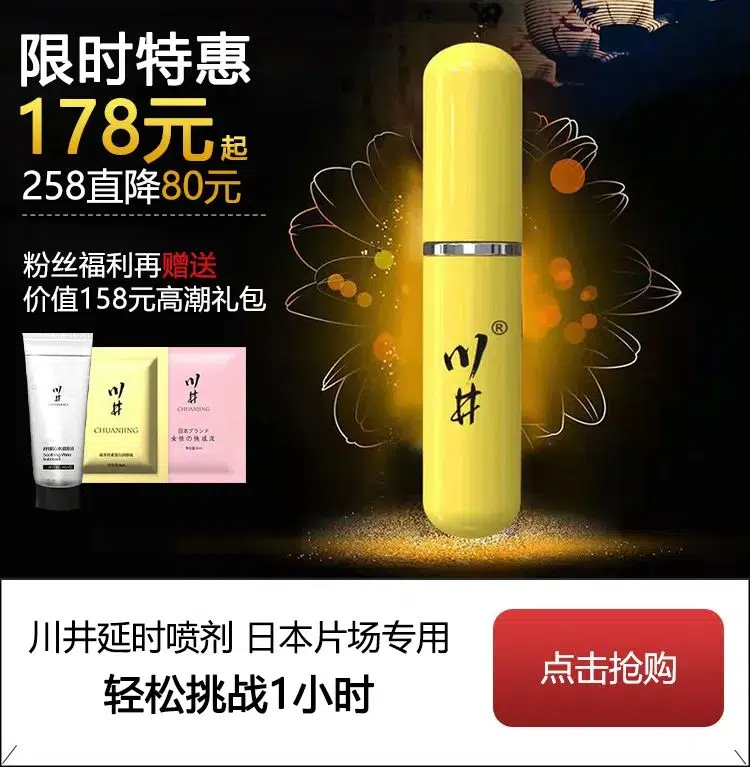 限时特惠
178元起
258直降80元
粉丝福利再赠送
价值158元高潮礼包
川井
®
川井
CHUANJING
川井
CHUANJING
日本ブランド
川井延时喷剂 日本片场专用
轻松挑战1小时
点击抢购